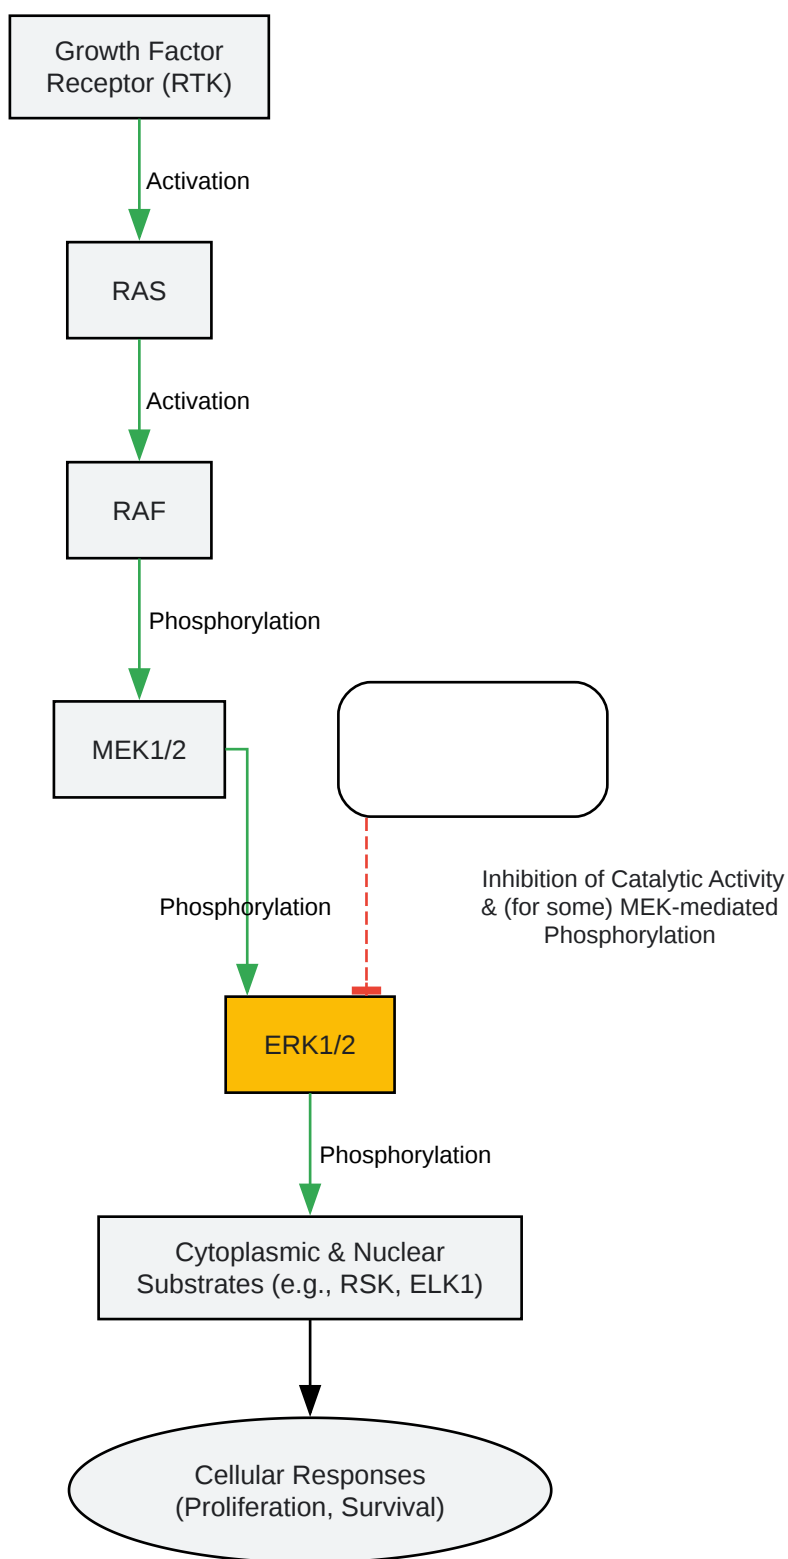 Growth Factor
Receptor (RTK)
Activation
RAS
Activation
RAF
Phosphorylation
MEK1/2
Inhibition of Catalytic Activity
& (for some) MEK-mediated
Phosphorylation
Phosphorylation
ERK1/2
Phosphorylation
Cytoplasmic & Nuclear
Substrates (e.g., RSK, ELK1)
Cellular Responses
(Proliferation, Survival)